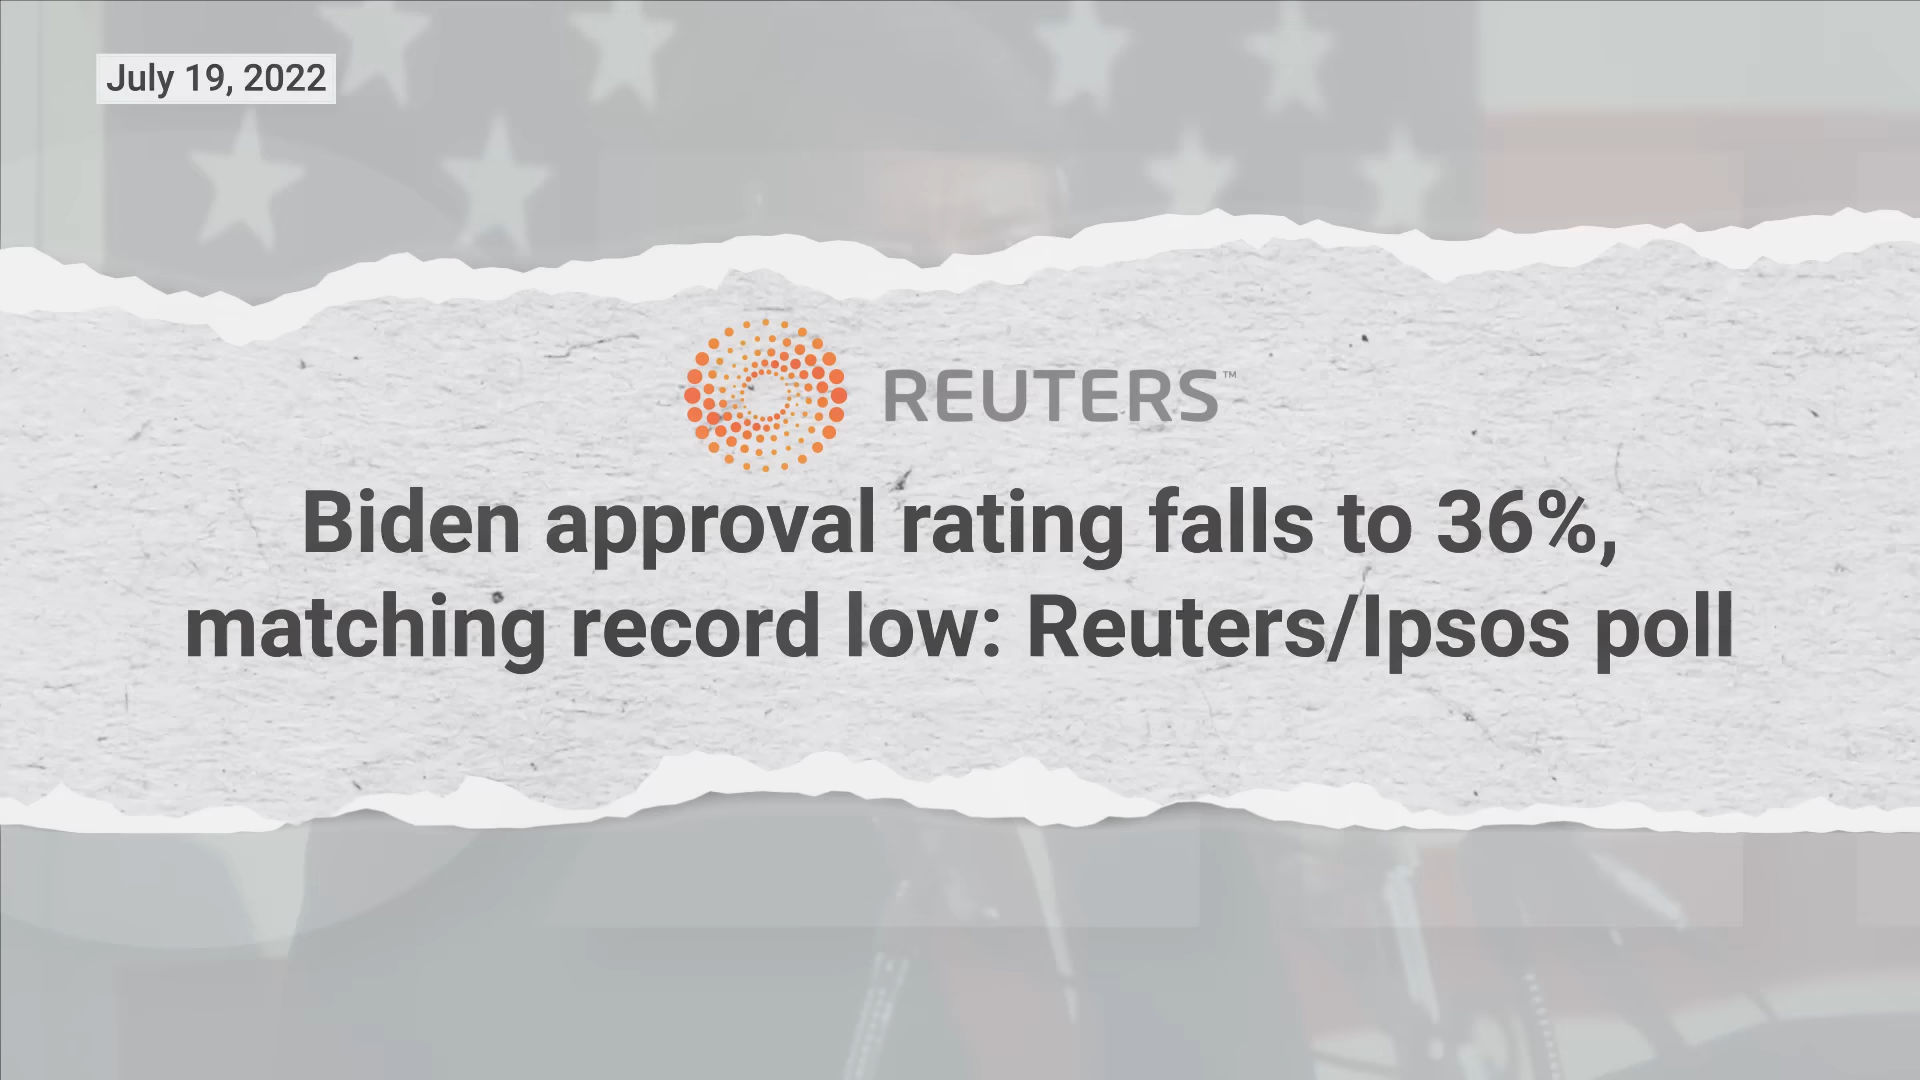 July 19, 2022
REUTERS™
Biden approval rating falls to 36%,
matching record low: Reuters/Ipsos poll